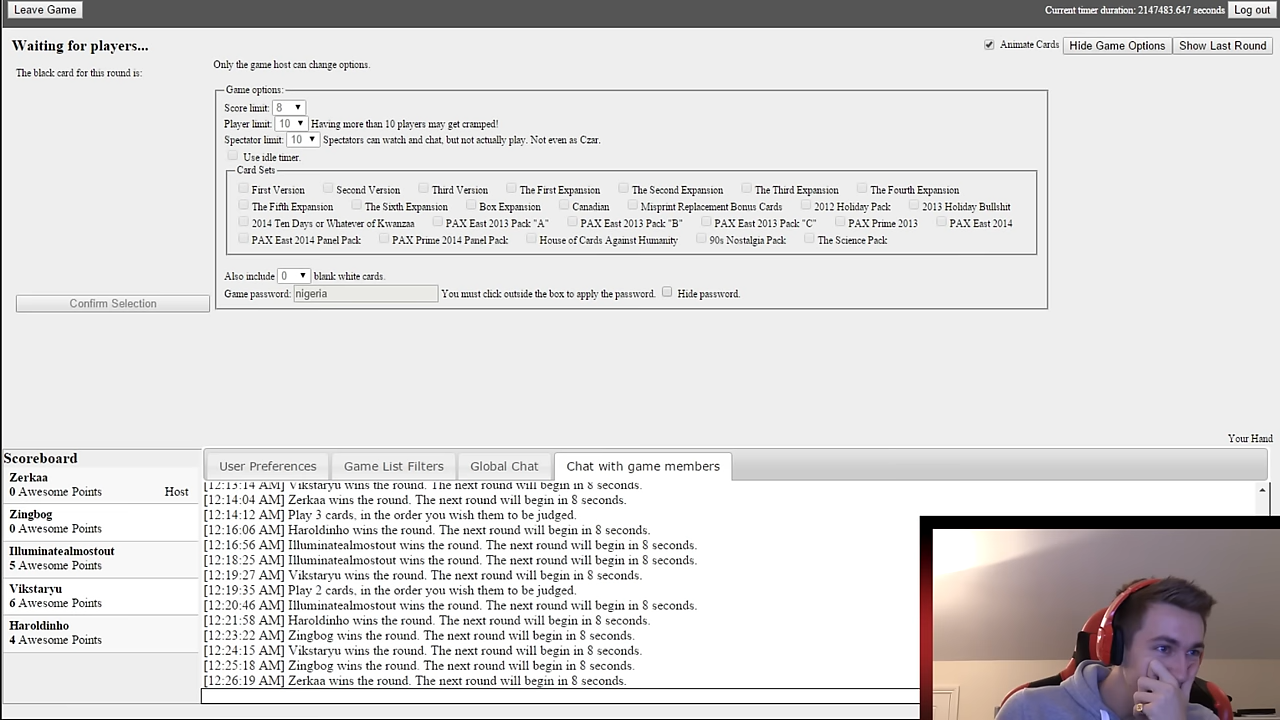 Leave Game
Current timer duration: 2147483.647 seconds
Log out
Waiting for players...
Animate Cards
Hide Game Options
Show Last Round
The black card for this round is:
Only the game host can change options.
Game options:
Score limit: 8
Player limit: 10 Having more than 10 players may get cramped!
Spectator limit: 10 Spectators can watch and chat, but not actually play. Not even as Czar.
Use idle timer.
Card Sets
First Version Second Version Third Version The First Expansion The Second Expansion The Third Expansion The Fourth Expansion
The Fifth Expansion The Sixth Expansion Box Expansion Canadian Misprint Replacement Bonus Cards 2012 Holiday Pack 2013 Holiday Bullshit
2014 Ten Days or Whatever of Kwanzaa PAX East 2013 Pack "A" PAX East 2013 Pack "B" PAX East 2013 Pack "C" PAX Prime 2013 PAX East 2014
PAX East 2014 Panel Pack PAX Prime 2014 Panel Pack House of Cards Against Humanity 90s Nostalgia Pack The Science Pack
Also include 0 blank white cards.
Game password: nigeria You must click outside the box to apply the password. Hide password.
Confirm Selection
Your Hand
Scoreboard
Zerkaa
0 Awesome Points Host
Zingbog
0 Awesome Points
Illuminatealmostout
5 Awesome Points
Vikstaryu
6 Awesome Points
Haroldinho
4 Awesome Points
User Preferences
Game List Filters
Global Chat
Chat with game members
[12:13:14 AM] Vikstaryu wins the round. The next round will begin in 8 seconds.
[12:14:04 AM] Zerkaa wins the round. The next round will begin in 8 seconds.
[12:14:12 AM] Play 3 cards, in the order you wish them to be judged.
[12:16:06 AM] Haroldinho wins the round. The next round will begin in 8 seconds.
[12:16:56 AM] Illuminatealmostout wins the round. The next round will begin in 8 seconds.
[12:18:25 AM] Illuminatealmostout wins the round. The next round will begin in 8 seconds.
[12:19:27 AM] Vikstaryu wins the round. The next round will begin in 8 seconds.
[12:19:35 AM] Play 2 cards, in the order you wish them to be judged.
[12:20:46 AM] Illuminatealmostout wins the round. The next round will begin in 8 seconds.
[12:21:58 AM] Haroldinho wins the round. The next round will begin in 8 seconds.
[12:23:22 AM] Zingbog wins the round. The next round will begin in 8 seconds.
[12:24:15 AM] Vikstaryu wins the round. The next round will begin in 8 seconds.
[12:25:18 AM] Zingbog wins the round. The next round will begin in 8 seconds.
[12:26:19 AM] Zerkaa wins the round. The next round will begin in 8 seconds.